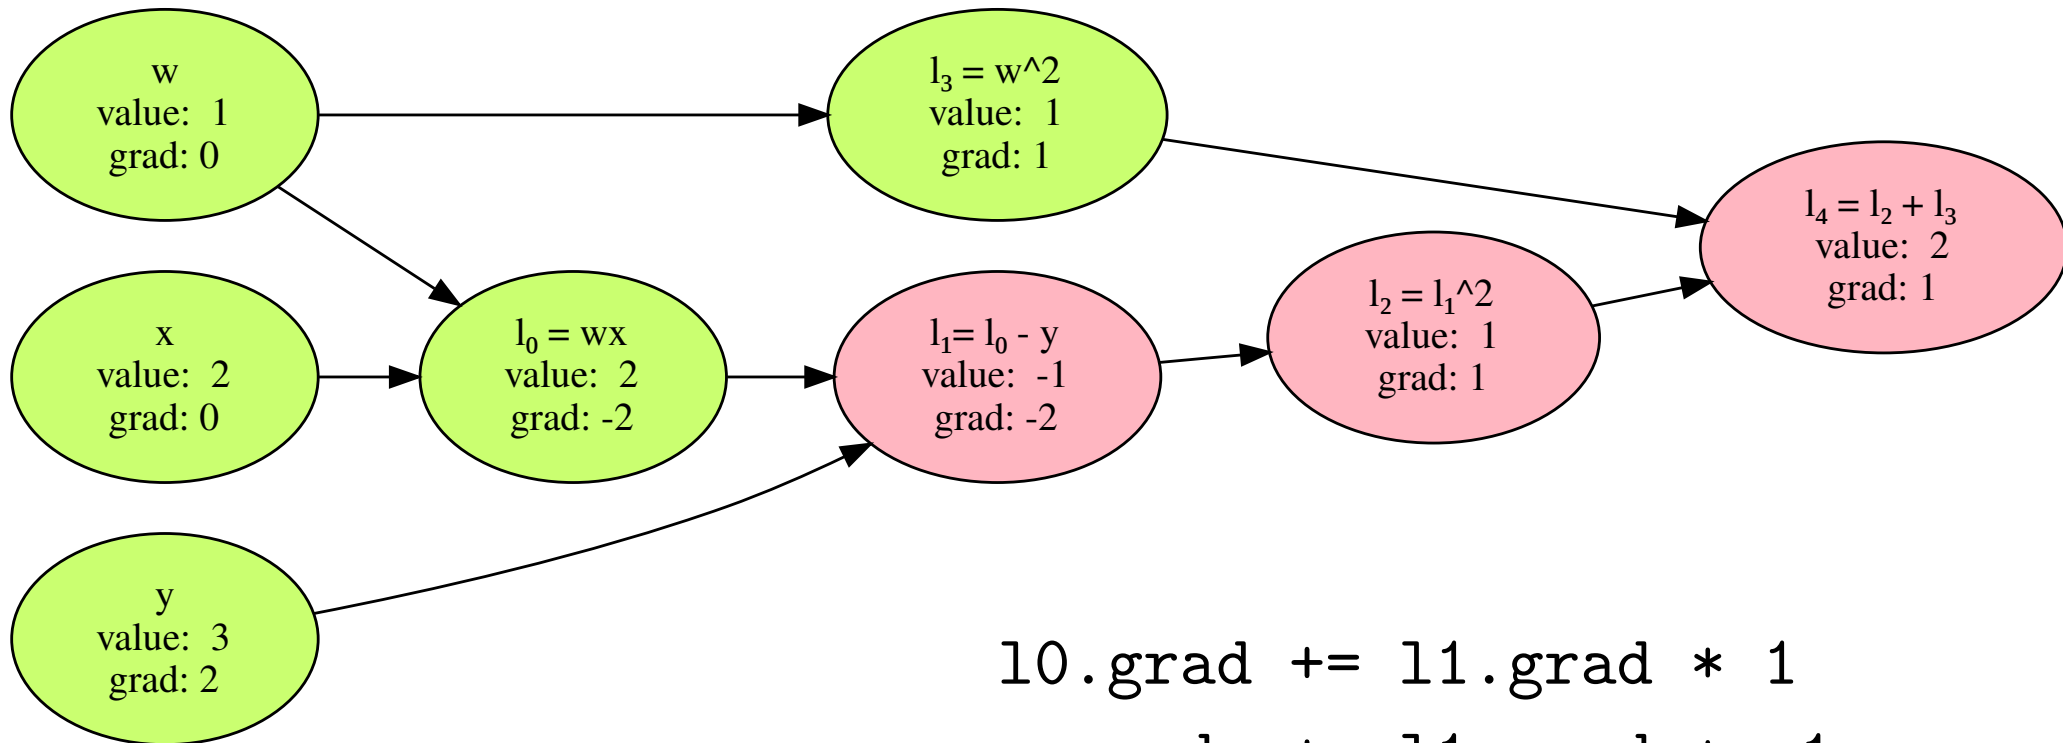 w
value: 1
grad: 0
l₃ = w^2
value: 1
grad: 1
l₄ = l₂ + l₃
value: 2
grad: 1
x
value: 2
grad: 0
l₀ = wx
value: 2
grad: -2
l₁= l₀ - y
value: -1
grad: -2
l₂ = l₁^2
value: 1
grad: 1
y
value: 3
grad: 2
l0.grad += l1.grad * 1